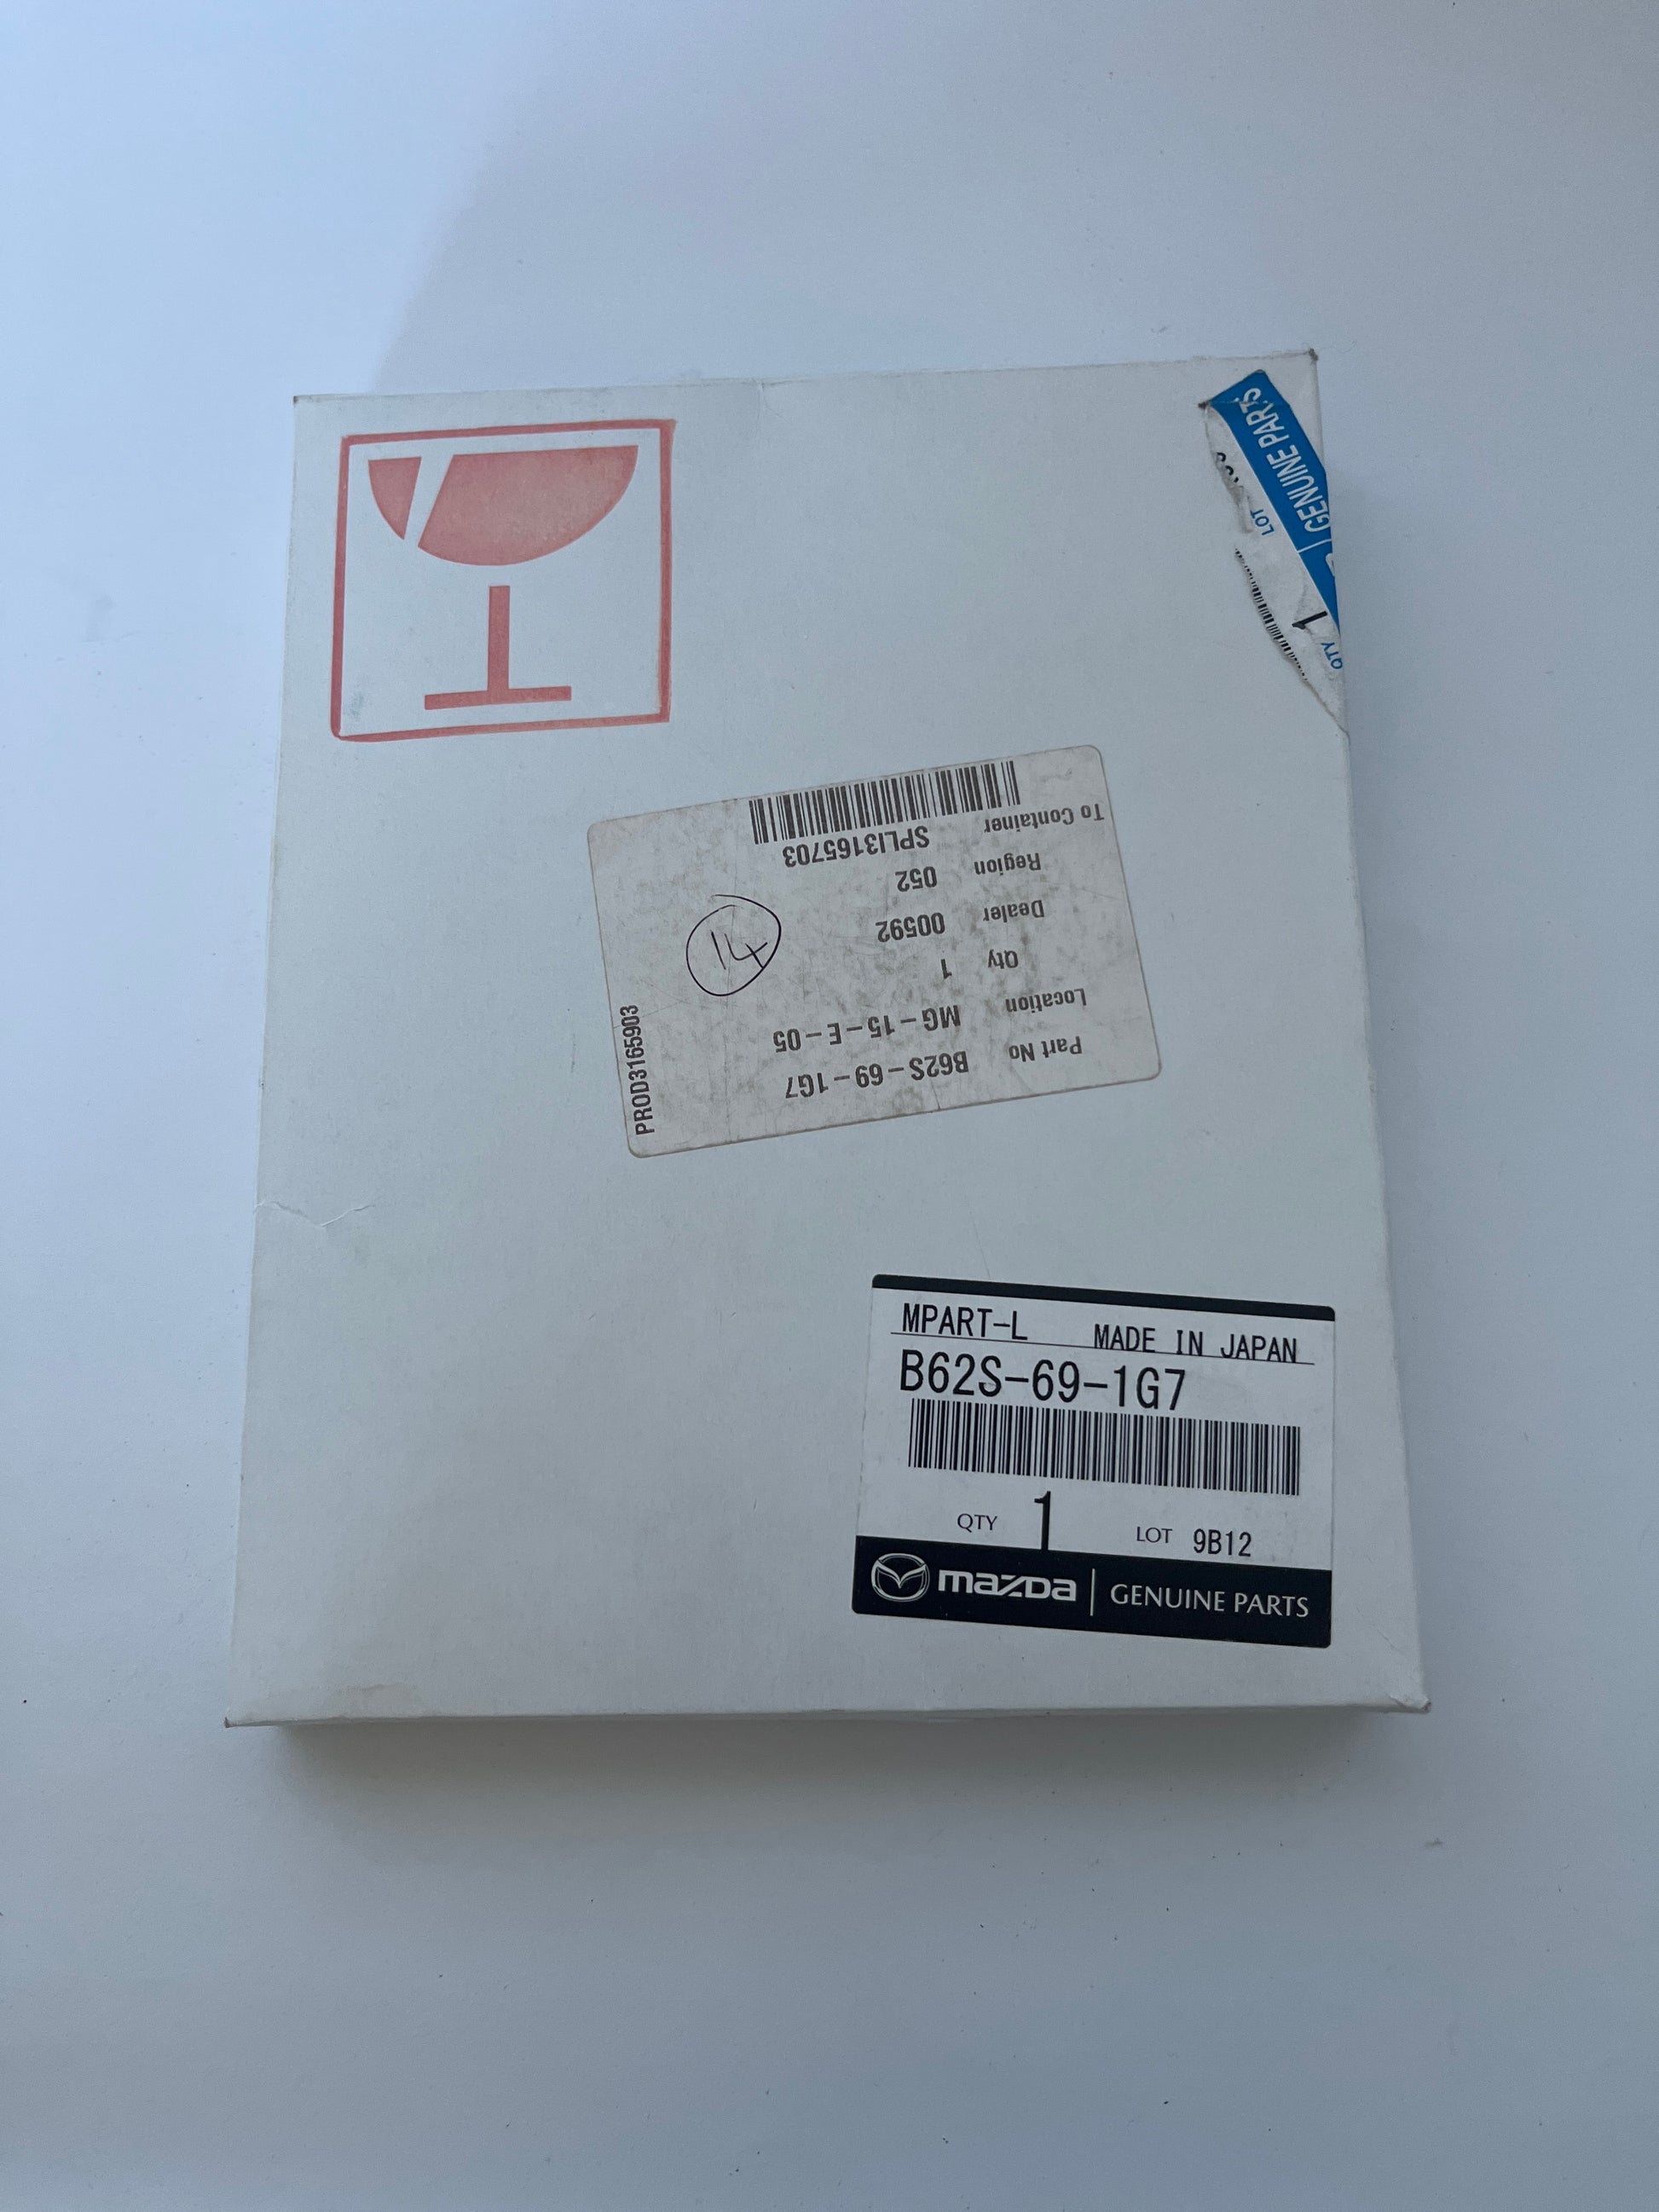 GENUINE PARTS
LOT
QTY 1
To Container SPLI3165703
Region 052
Dealer 00592
Qty 1
Location MG-15-E-05
Part No B62S-69-1G7
14
PROD3165903
MPART-L MADE IN JAPAN
B62S-69-1G7
QTY 1 LOT 9B12
mazda GENUINE PARTS